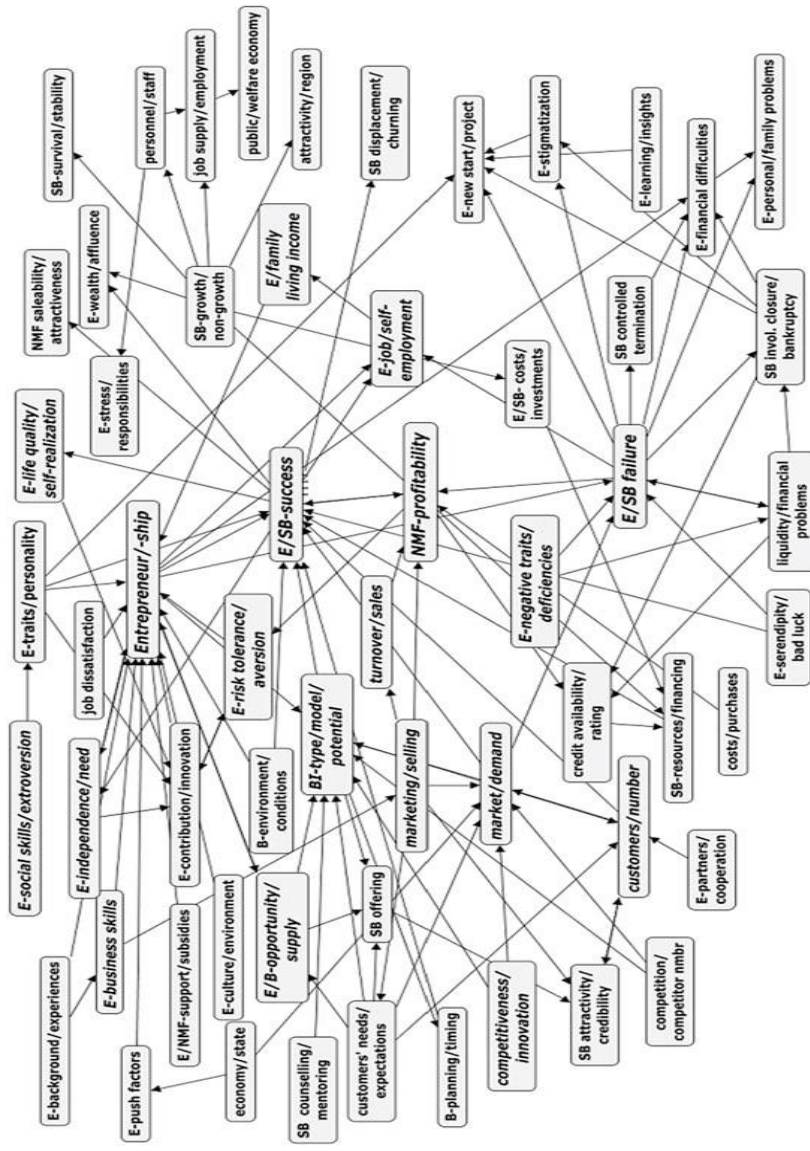 E-social skills/extroversion
E-traits/personality
E-life quality/
self-realization
NMF saleability/
attractiveness
SB-survival/stability
E-background/experiences
E-independence/need
job dissatisfaction
E-stress/
responsibilities
E-wealth/affluence
personnel/staff
E-business skills
Entrepreneur/-ship
SB-growth/
non-growth
job supply/employment
E-push factors
E-contribution/innovation
public/welfare economy
E/NMF-support/subsidies
E-culture/environment
E-risk tolerance/
aversion
E/SB-success
E/family
living income
attractivity/region
economy/state
E/B-opportunity/
supply
B-environment/
conditions
SB displacement/
churning
SB counselling/
mentoring
BI-type/model/
potential
E-job/self-
employment
customers' needs/
expectations
SB offering
turnover/sales
marketing/selling
NMF-profitability
E-new start/project
B-planning/timing
market/demand
E/SB- costs/
investments
E-stigmatization
competitiveness/
innovation
E-negative traits/
deficiencies
credit availability/
rating
SB controlled
termination
E-learning/insights
SB attractivity/
credibility
customers/number
SB-resources/financing
E/SB failure
E-financial difficulties
competition/
competitor nmbr
E-partners/
cooperation
costs/purchases
E-serendipity/
bad luck
liquidity/financial
problems
SB invol. closure/
bankruptcy
E-personal/family problems